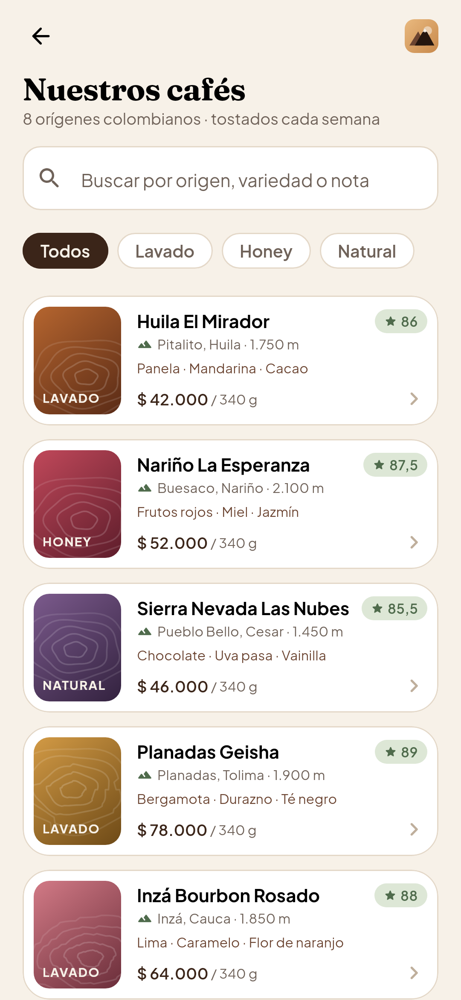 Nuestros cafés
8 orígenes colombianos · tostados cada semana
Buscar por origen, variedad o nota
Todos Lavado Honey Natural
Huila El Mirador 86
Pitalito, Huila · 1.750 m
Panela · Mandarina · Cacao
LAVADO $ 42.000 / 340 g
Nariño La Esperanza 87,5
Buesaco, Nariño · 2.100 m
Frutos rojos · Miel · Jazmín
HONEY $ 52.000 / 340 g
Sierra Nevada Las Nubes 85,5
Pueblo Bello, Cesar · 1.450 m
Chocolate · Uva pasa · Vainilla
NATURAL $ 46.000 / 340 g
Planadas Geisha 89
Planadas, Tolima · 1.900 m
Bergamota · Durazno · Té negro
LAVADO $ 78.000 / 340 g
Inzá Bourbon Rosado 88
Inzá, Cauca · 1.850 m
Lima · Caramelo · Flor de naranjo
LAVADO $ 64.000 / 340 g